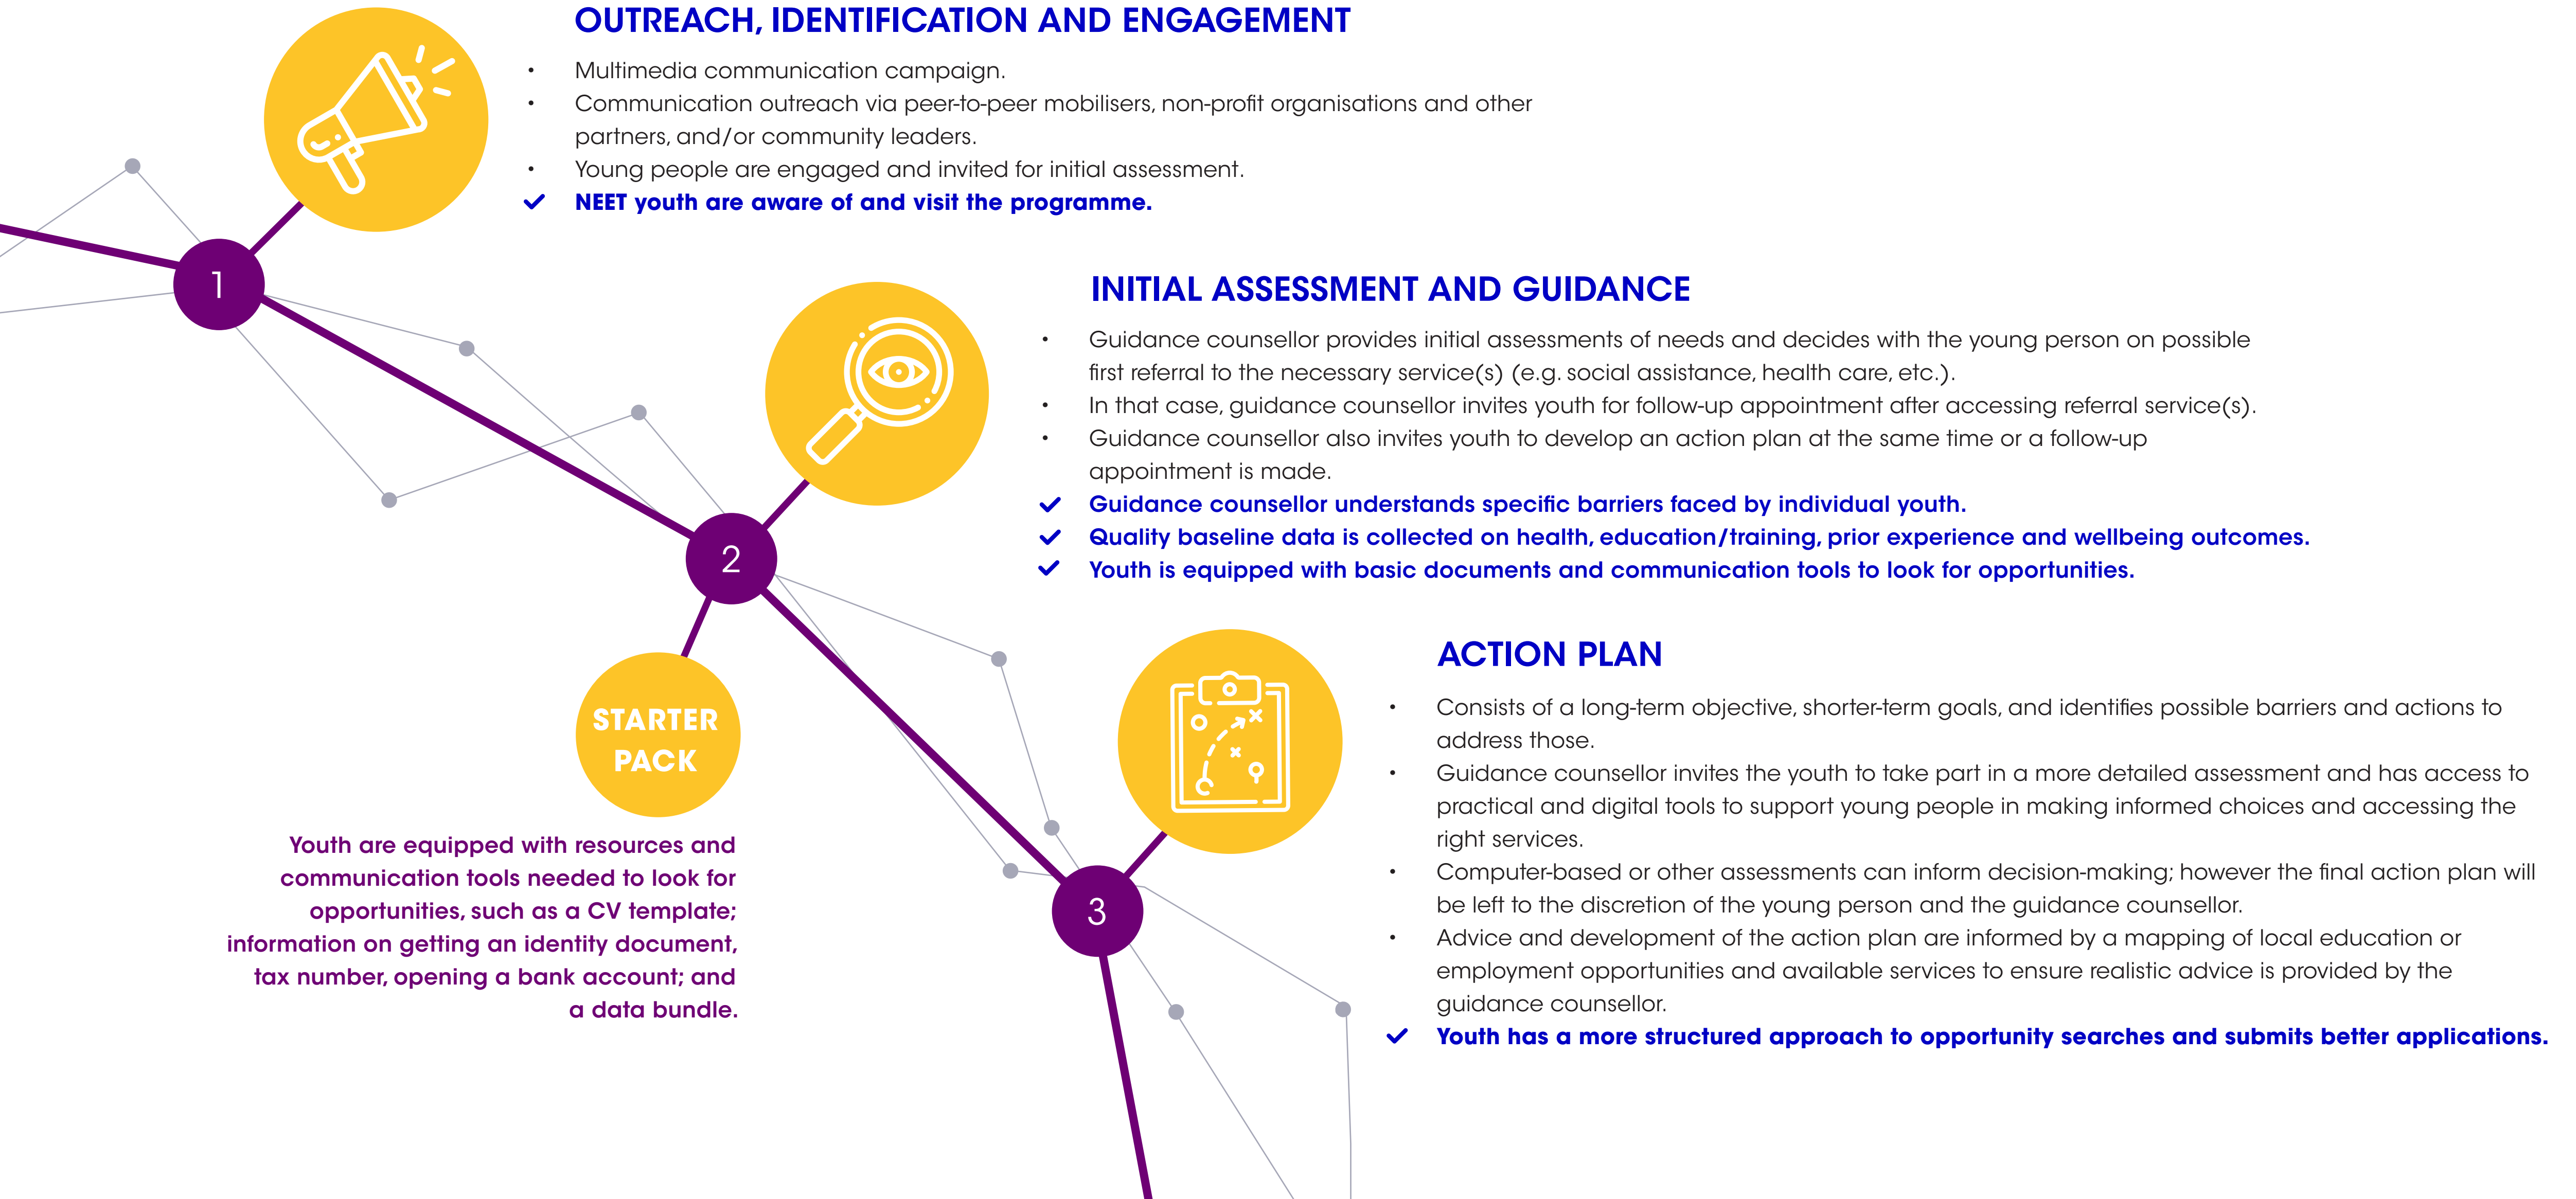 OUTREACH, IDENTIFICATION AND ENGAGEMENT
• Multimedia communication campaign.
• Communication outreach via peer-to-peer mobilisers, non-profit organisations and other
partners, and/or community leaders.
• Young people are engaged and invited for initial assessment.
✓ NEET youth are aware of and visit the programme.
1
INITIAL ASSESSMENT AND GUIDANCE
• Guidance counsellor provides initial assessments of needs and decides with the young person on possible
first referral to the necessary service(s) (e.g. social assistance, health care, etc.).
• In that case, guidance counsellor invites youth for follow-up appointment after accessing referral service(s).
• Guidance counsellor also invites youth to develop an action plan at the same time or a follow-up
appointment is made.
✓ Guidance counsellor understands specific barriers faced by individual youth.
✓ Quality baseline data is collected on health, education/training, prior experience and wellbeing outcomes.
✓ Youth is equipped with basic documents and communication tools to look for opportunities.
2
STARTER
PACK
Youth are equipped with resources and
communication tools needed to look for
opportunities, such as a CV template;
information on getting an identity document,
tax number, opening a bank account; and
a data bundle.
ACTION PLAN
• Consists of a long-term objective, shorter-term goals, and identifies possible barriers and actions to
address those.
• Guidance counsellor invites the youth to take part in a more detailed assessment and has access to
practical and digital tools to support young people in making informed choices and accessing the
right services.
• Computer-based or other assessments can inform decision-making; however the final action plan will
be left to the discretion of the young person and the guidance counsellor.
• Advice and development of the action plan are informed by a mapping of local education or
employment opportunities and available services to ensure realistic advice is provided by the
guidance counsellor.
✓ Youth has a more structured approach to opportunity searches and submits better applications.
3